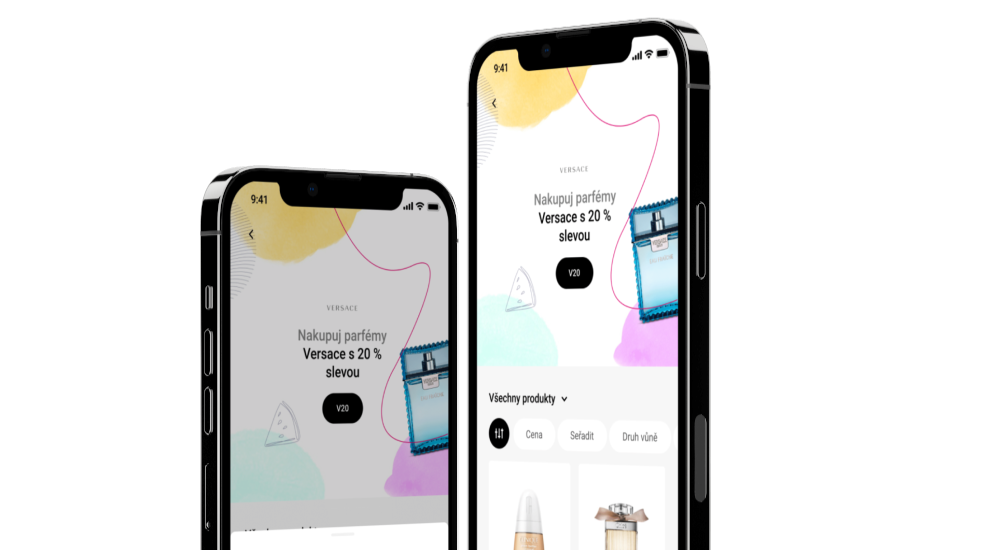 9:41
VERSACE
Nakupuj parfémy
Versace s 20 %
slevou
V20
9:41
VERSACE
Nakupuj parfémy
Versace s 20 %
slevou
V20
Všechny produkty
Cena
Seřadit
Druh vůně